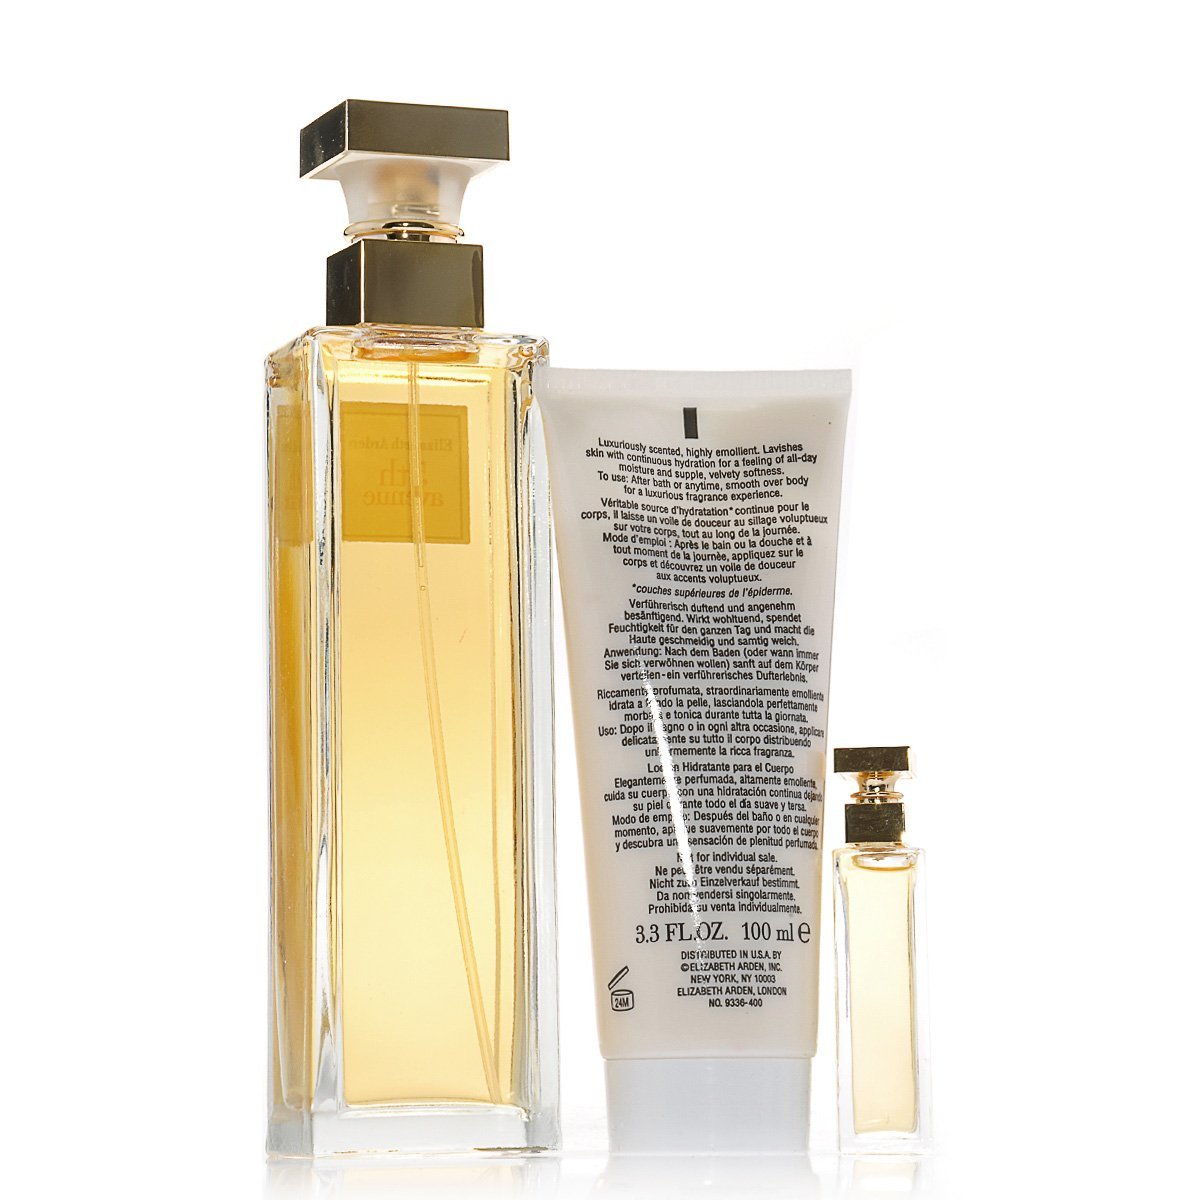 Elizabeth Arden
5th
avenue
Luxuriously scented, highly emollient. Lavishes
skin with continuous hydration for a feeling of all-day
moisture and supple, velvety softness.
To use: After bath or anytime, smooth over body
for a luxurious fragrance experience.
Véritable source d'hydratation* continue pour le
corps, il laisse un voile de douceur au sillage voluptueux
sur votre corps, tout au long de la journée.
Mode d'emploi : Après le bain ou la douche et à
tout moment de la journée, appliquez sur le
corps et découvrez un voile de douceur
aux accents voluptueux.
*couches supérieures de l'épiderme.
Verführerisch duftend und angenehm
besänftigend. Wirkt wohltuend, spendet
Feuchtigkeit für den ganzen Tag und macht die
Haute geschmeidig und samtig weich.
Anwendung: Nach dem Baden (oder wann immer
Sie sich verwöhnen wollen) sanft auf dem Körper
verteilen-ein verführerisches Dufterlebnis.
Riccamente profumata, straordinariamente emolliente
idrata a fondo la pelle, lasciandola perfettamente
morbida e tonica durante tutta la giornata.
Uso: Dopo il bagno o in ogni altra occasione, applicare
delicatamente su tutto il corpo distribuendo
uniformemente la ricca fragranza.
Loción Hidratante para el Cuerpo
Elegantemente perfumada, altamente emoliente,
cuida su cuerpo con una hidratación continua dejando
su piel durante todo el día suave y tersa.
Modo de empleo: Después del baño o en cualquier
momento, aplique suavemente por todo el cuerpo
y descubra una sensación de plenitud perfumada.
Not for individual sale.
Ne peut être vendu séparément.
Nicht zum Einzelverkauf bestimmt.
Da non vendersi singolarmente.
Prohibida su venta individualmente.
3.3 FL.OZ. 100 ml ℮
DISTRIBUTED IN U.S.A. BY
©ELIZABETH ARDEN, INC.
NEW YORK, NY 10003
ELIZABETH ARDEN, LONDON
NO. 9336-400
24M